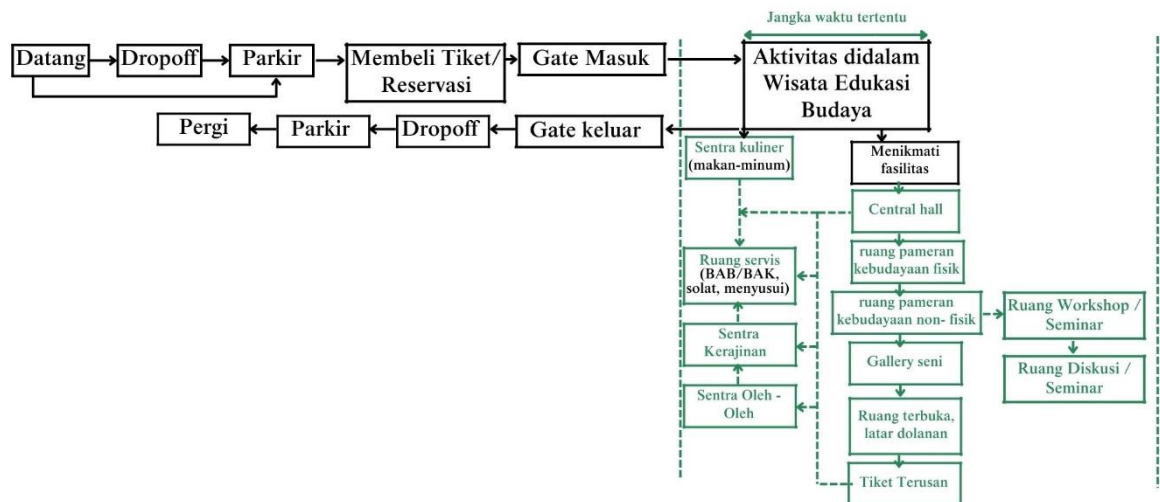 Jangka waktu tertentu
Datang
Dropoff
Parkir
Membeli Tiket/
Reservasi
Gate Masuk
Aktivitas didalam
Wisata Edukasi
Budaya
Pergi
Parkir
Dropoff
Gate keluar
Sentra kuliner
(makan-minum)
Menikmati
fasilitas
Central hall
ruang pameran
kebudayaan fisik
Ruang servis
(BAB/BAK,
solat, menyusui)
ruang pameran
kebudayaan non- fisik
Ruang Workshop /
Seminar
Sentra
Kerajinan
Gallery seni
Ruang Diskusi /
Seminar
Sentra Oleh -
Oleh
Ruang terbuka,
latar dolanan
Tiket Terusan